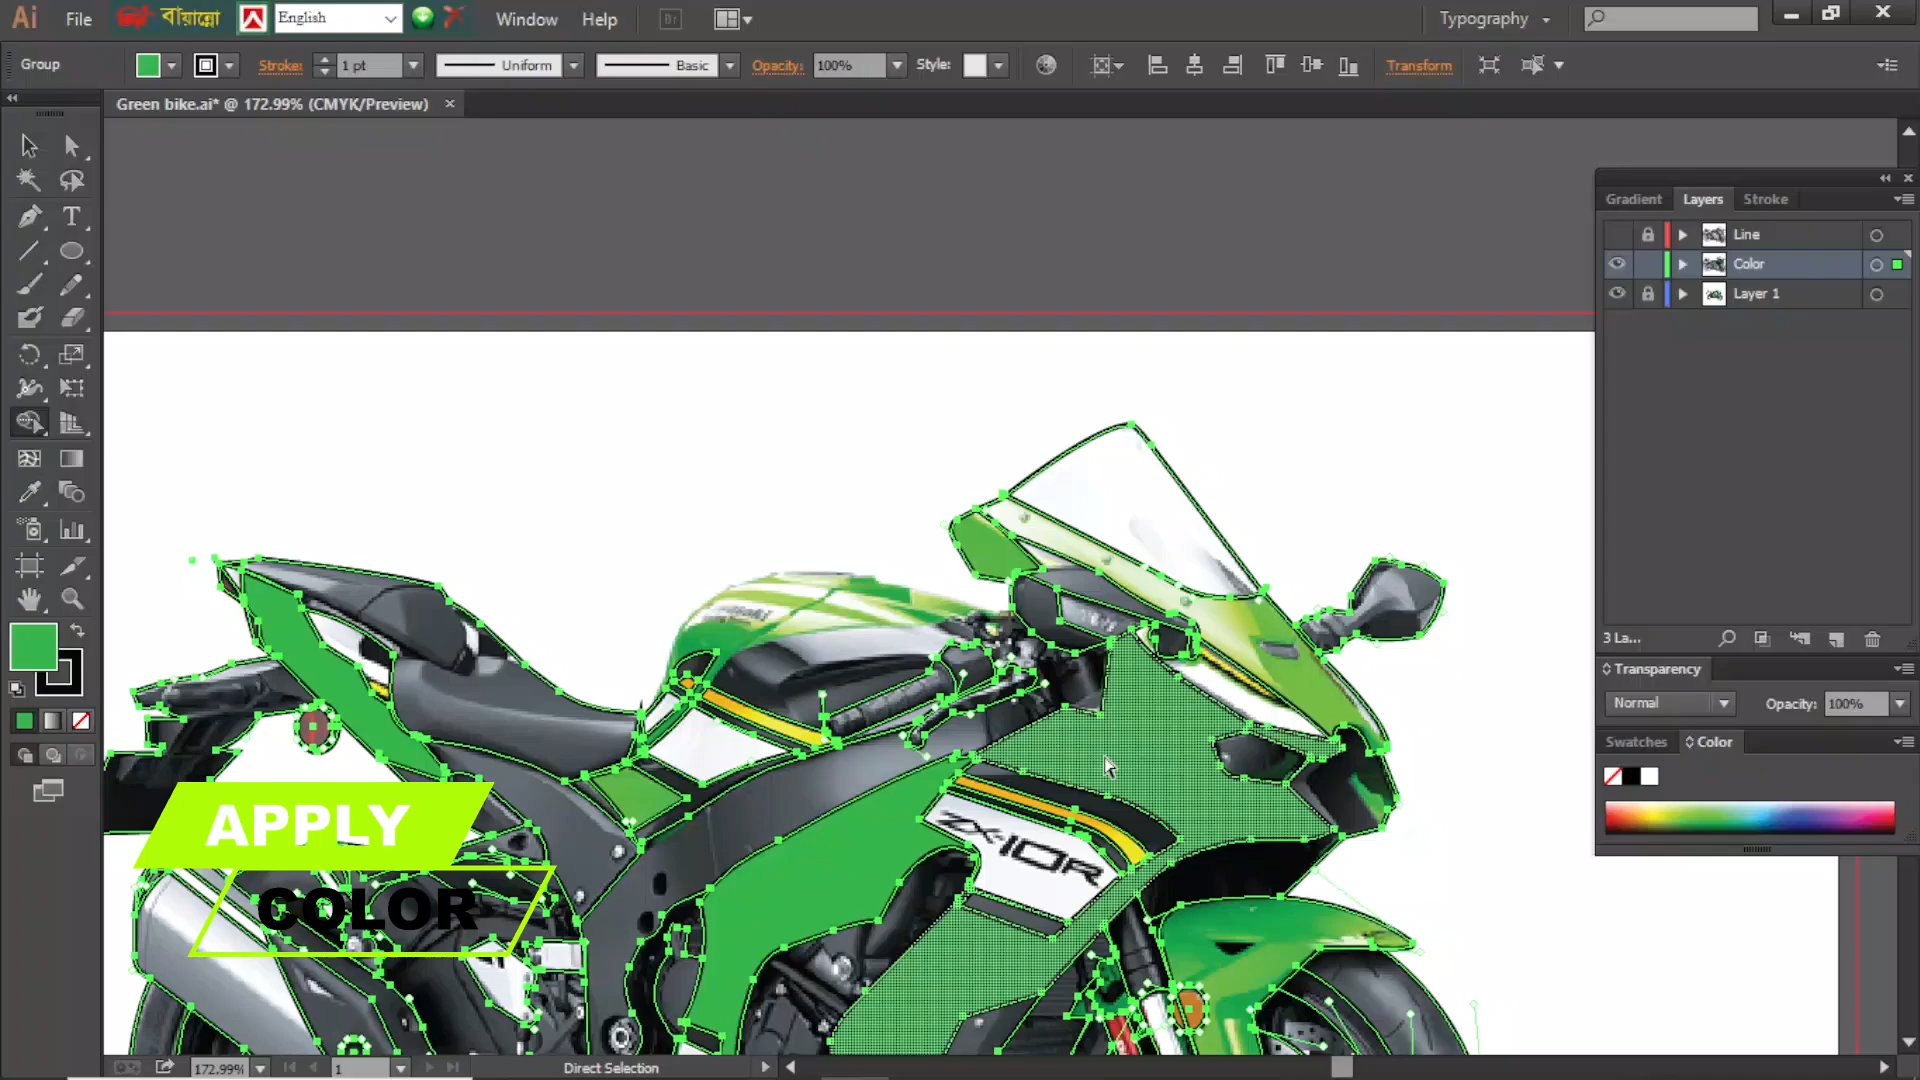 Ai File বায়ান্নো English Window Help Br Typography
Group Stroke: 1 pt Uniform Basic Opacity: 100% Style: Transform
Green bike.ai* @ 172.99% (CMYK/Preview) ×
Gradient Layers Stroke
Line
Color
Layer 1
3 La...
Transparency
Normal Opacity: 100%
Swatches Color
ZX-10R
APPLY
COLOR
172.99% 1 Direct Selection